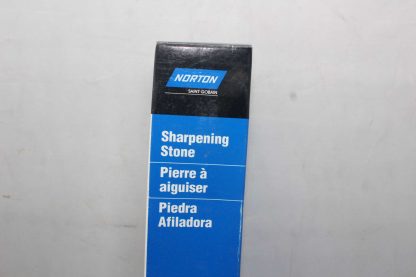 NORTON
SAINT-GOBAIN
Sharpening
Stone
Pierre à
aiguiser
Piedra
Afiladora